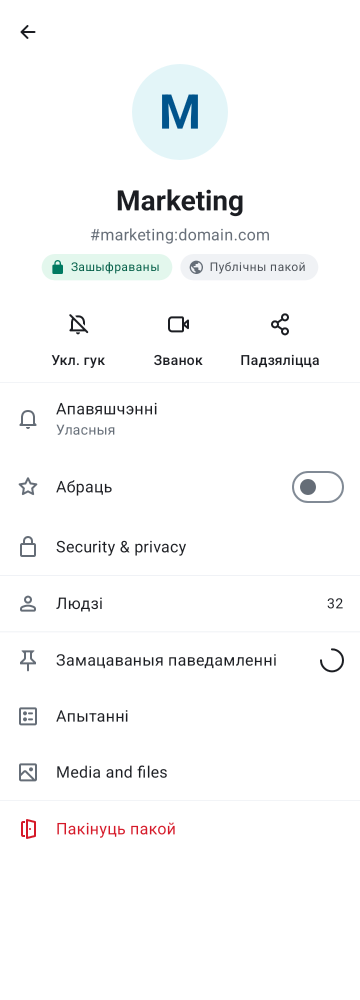 M
Marketing
#marketing:domain.com
Зашыфраваны Публічны пакой
Укл. гук Званок Падзяліцца
Апавяшчэнні
Уласныя
Абраць
Security & privacy
Людзі 32
Замацаваныя паведамленні
Апытанні
Media and files
Пакінуць пакой